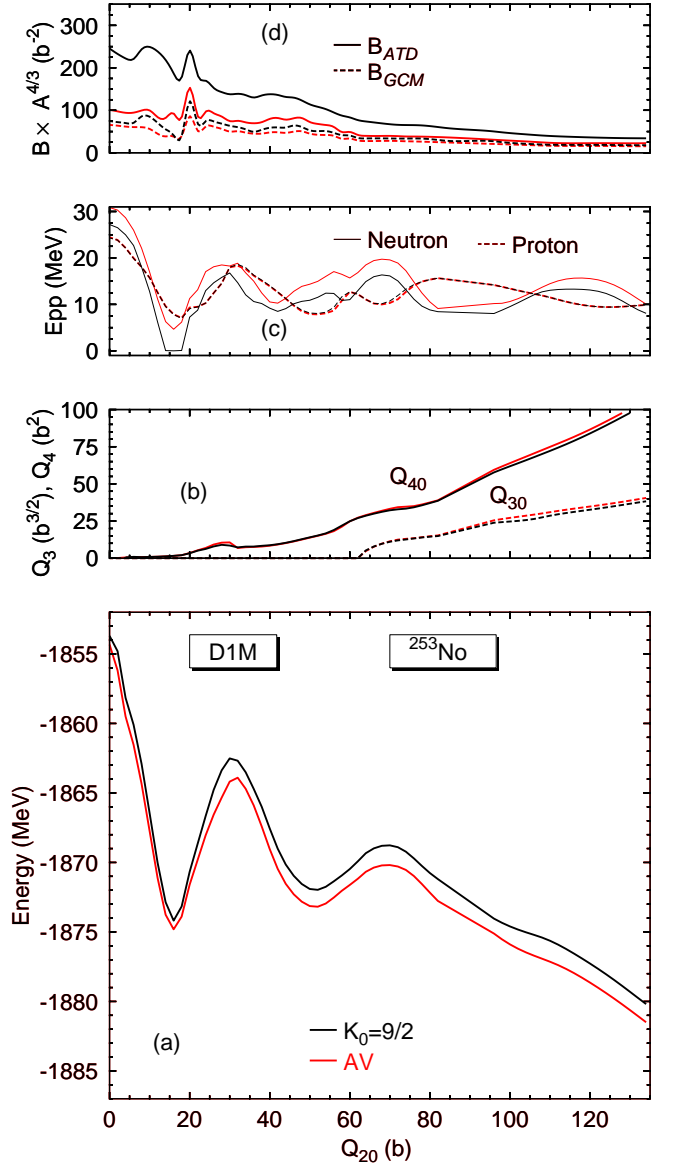 (d)
B_ATD
B_GCM
B × A^4/3 (b^-2)
300
200
100
0
Neutron
Proton
(c)
Epp (MeV)
30
20
10
0
(b)
Q_40
Q_30
Q_3 (b^3/2), Q_4 (b^2)
100
75
50
25
0
D1M
^253No
Energy (MeV)
-1855
-1860
-1865
-1870
-1875
-1880
-1885
(a)
K_0=9/2
AV
0 20 40 60 80 100 120
Q_20 (b)